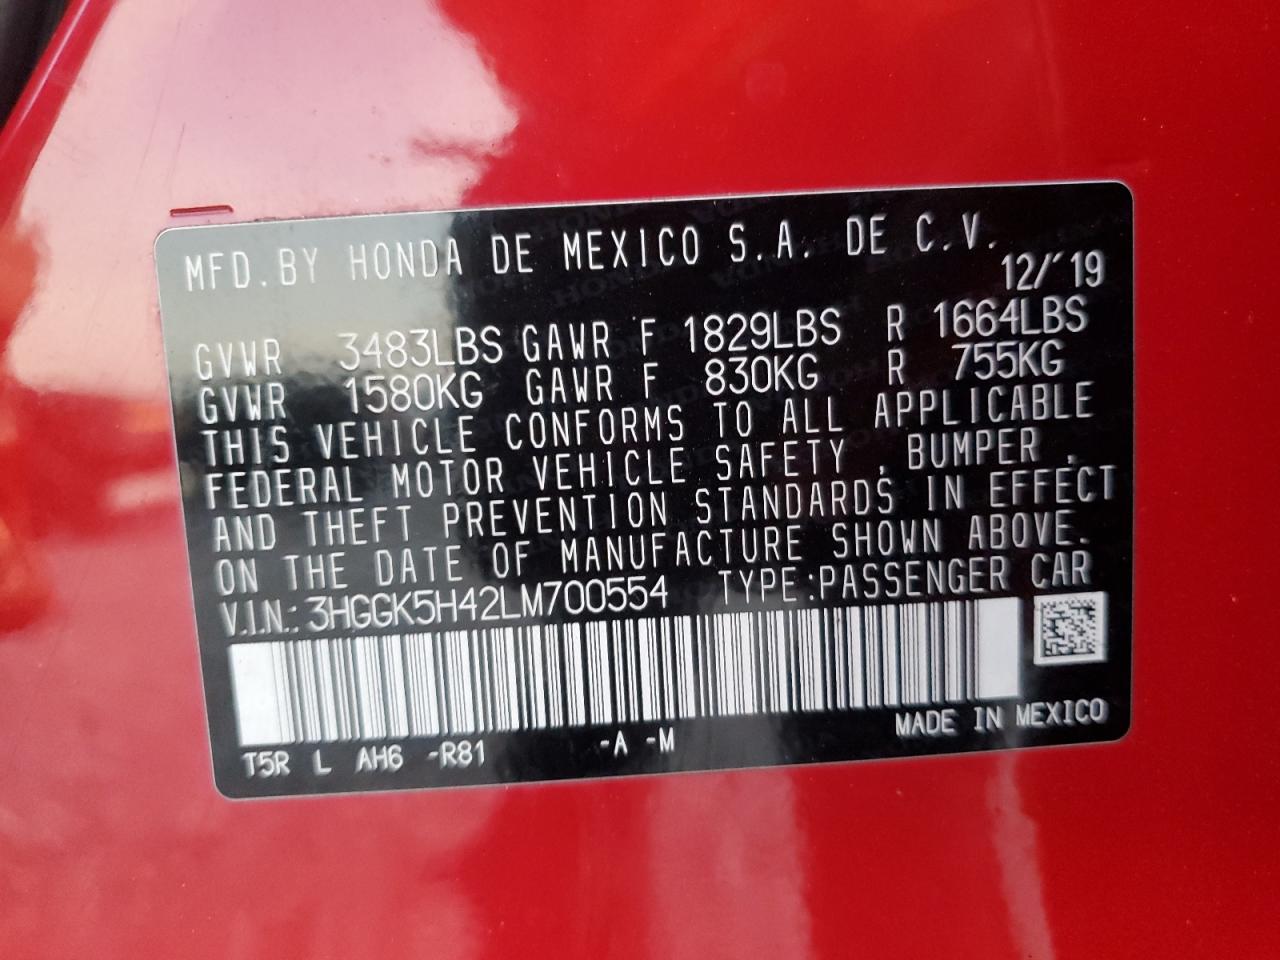 MFD.BY HONDA DE MEXICO S.A. DE C.V.
12/'19
GVWR 3483LBS GAWR F 1829LBS R 1664LBS
GVWR 1580KG GAWR F 830KG R 755KG
THIS VEHICLE CONFORMS TO ALL APPLICABLE
FEDERAL MOTOR VEHICLE SAFETY , BUMPER ,
AND THEFT PREVENTION STANDARDS IN EFFECT
ON THE DATE OF MANUFACTURE SHOWN ABOVE.
V.I.N.: 3HGGK5H42LM700554 TYPE:PASSENGER CAR
MADE IN MEXICO
T5R L AH6 -R81 -A -M